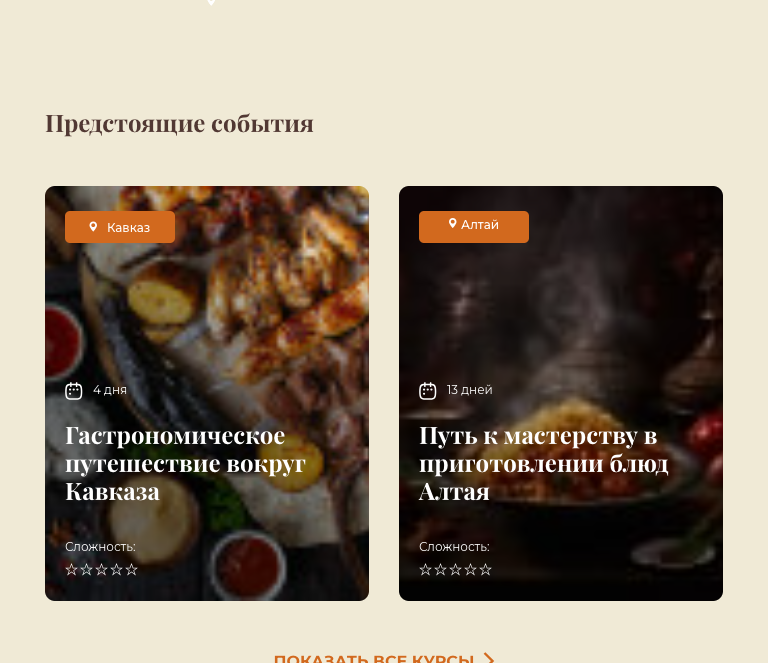 Предстоящие события
Кавказ
4 дня
Гастрономическое
путешествие вокруг
Кавказа
Сложность:
Алтай
13 дней
Путь к мастерству в
приготовлении блюд
Алтая
Сложность:
ПОКАЗАТЬ ВСЕ КУРСЫ